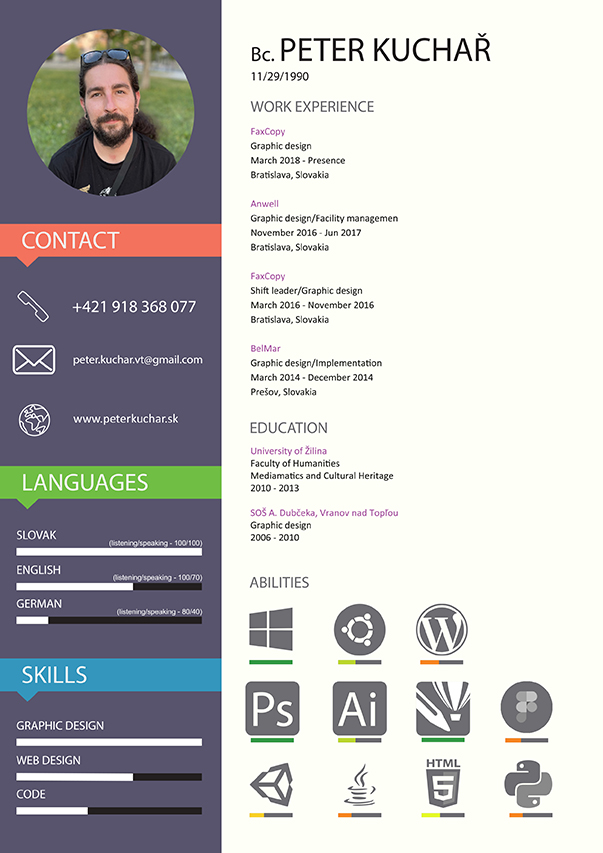 CONTACT
+421 918 368 077
peter.kuchar.vt@gmail.com
www.peterkuchar.sk
LANGUAGES
SLOVAK
(listening/speaking - 100/100)
ENGLISH
(listening/speaking - 100/70)
GERMAN
(listening/speaking - 80/40)
SKILLS
GRAPHIC DESIGN
WEB DESIGN
CODE
Bc. PETER KUCHAŘ
11/29/1990
WORK EXPERIENCE
FaxCopy
Graphic design
March 2018 - Presence
Bratislava, Slovakia
Anwell
Graphic design/Facility managemen
November 2016 - Jun 2017
Bratislava, Slovakia
FaxCopy
Shift leader/Graphic design
March 2016 - November 2016
Bratislava, Slovakia
BelMar
Graphic design/Implementation
March 2014 - December 2014
Prešov, Slovakia
EDUCATION
University of Žilina
Faculty of Humanities
Mediamatics and Cultural Heritage
2010 - 2013
SOŠ A. Dubčeka, Vranov nad Topľou
Graphic design
2006 - 2010
ABILITIES
W
Ps
Ai
HTML
5